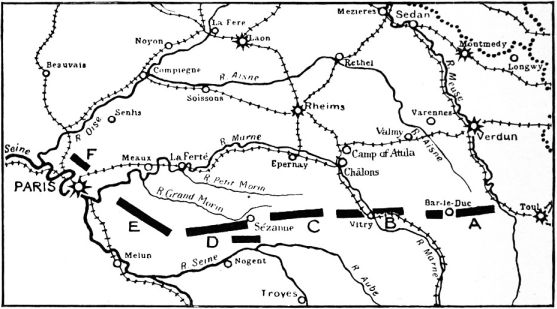 MEZIERES
SEDAN
La Fere
Laon
Noyon
Montmedy
Longwy
Beauvais
Compiegne
R. Aisne
Rethel
R. Meuse
Soissons
R. Oise
Senlis
Rheims
Varennes
Valmy
R. Aisne
Verdun
Seine
F
Meaux
La Ferté
R. Marne
Epernay
Camp of Attila
Châlons
PARIS
R. Petit Morin
R. Grand Morin
Sézanne
E
D
C
Vitry
B
Bar-le-Duc
A
Toul
Melun
R. Seine
Nogent
R. Aube
R. Marne
Troyes